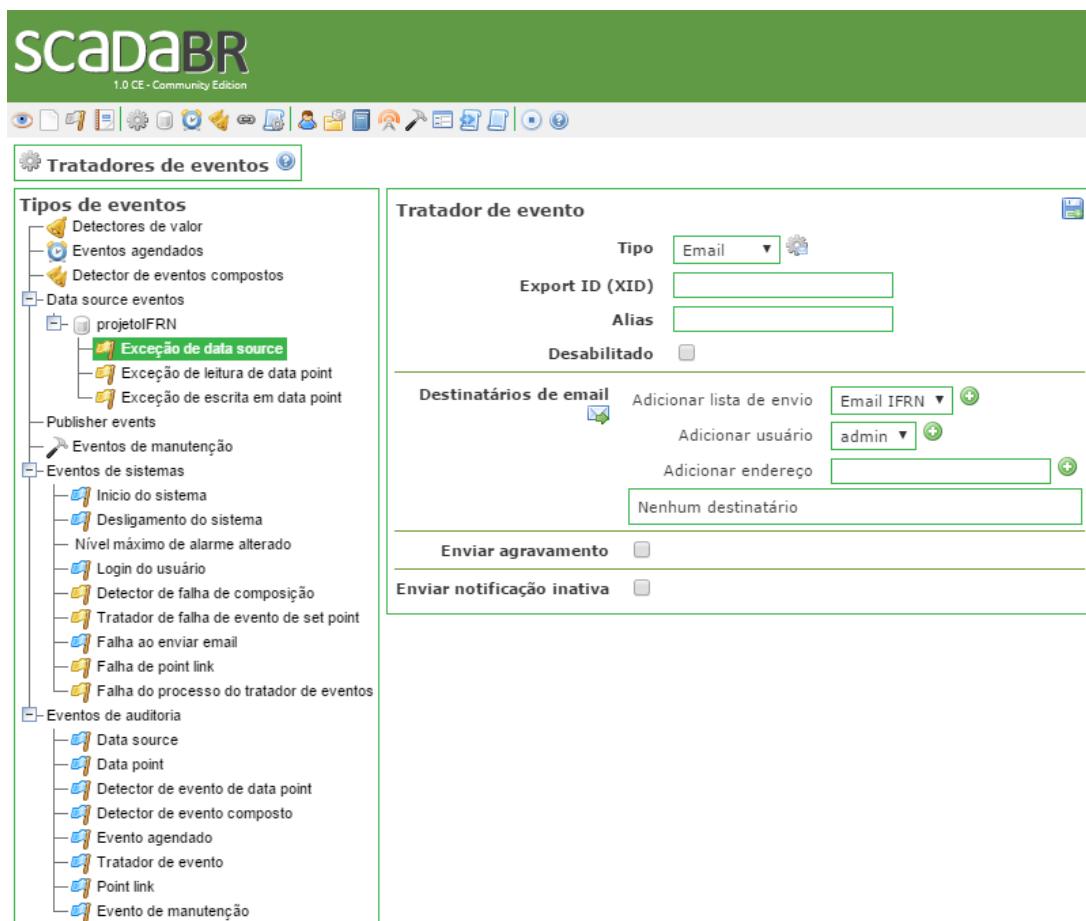 SCADABR
1.0 CE - Community Edition
Tratadores de eventos
Tipos de eventos
Detectores de valor
Eventos agendados
Detector de eventos compostos
Data source eventos
projetoIFRN
Exceção de data source
Exceção de leitura de data point
Exceção de escrita em data point
Publisher events
Eventos de manutenção
Eventos de sistemas
Inicio do sistema
Desligamento do sistema
Nível máximo de alarme alterado
Login do usuário
Detector de falha de composição
Tratador de falha de evento de set point
Falha ao enviar email
Falha de point link
Falha do processo do tratador de eventos
Eventos de auditoria
Data source
Data point
Detector de evento de data point
Detector de evento composto
Evento agendado
Tratador de evento
Point link
Evento de manutenção
Tratador de evento
Tipo Email
Export ID (XID)
Alias
Desabilitado
Destinatários de email Adicionar lista de envio Email IFRN
Adicionar usuário admin
Adicionar endereço
Nenhum destinatário
Enviar agravamento
Enviar notificação inativa